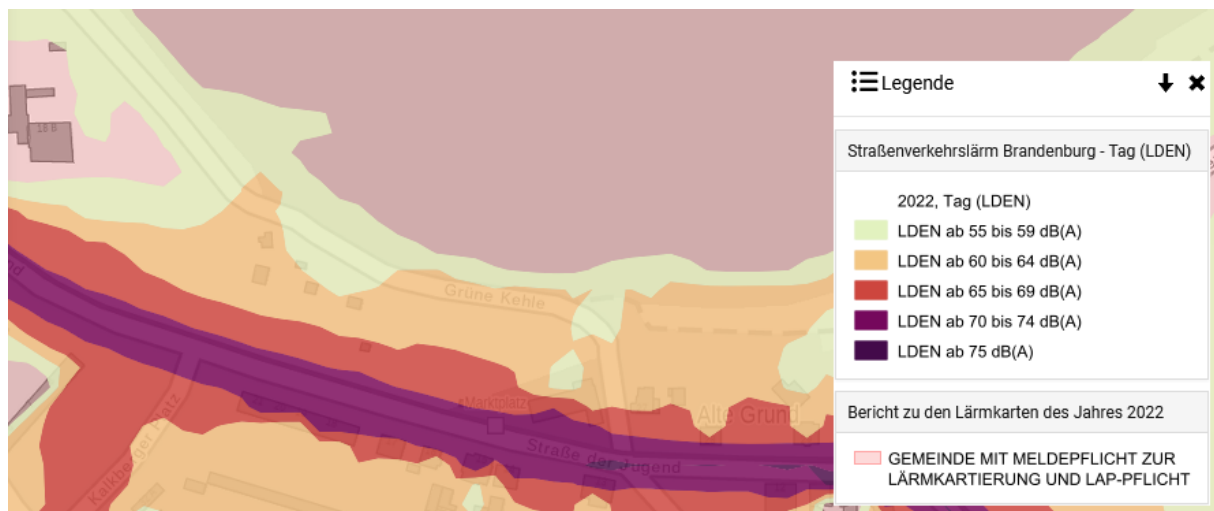 Legende
Straßenverkehrslärm Brandenburg - Tag (LDEN)
2022, Tag (LDEN)
LDEN ab 55 bis 59 dB(A)
LDEN ab 60 bis 64 dB(A)
LDEN ab 65 bis 69 dB(A)
LDEN ab 70 bis 74 dB(A)
LDEN ab 75 dB(A)
Bericht zu den Lärmkarten des Jahres 2022
GEMEINDE MIT MELDEPFLICHT ZUR
LÄRMKARTIERUNG UND LAP-PFLICHT
16 B
Grüne Kehle
Marktplatz
Alte Grund
Straße der Jugend
Kalkberger Platz